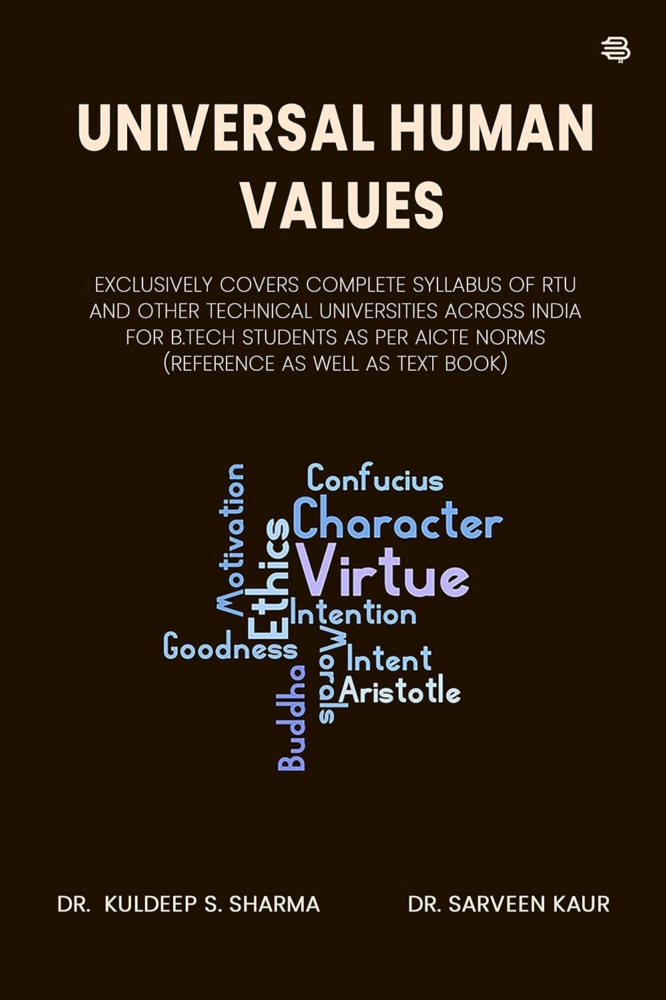 UNIVERSAL HUMAN
VALUES
EXCLUSIVELY COVERS COMPLETE SYLLABUS OF RTU
AND OTHER TECHNICAL UNIVERSITIES ACROSS INDIA
FOR B.TECH STUDENTS AS PER AICTE NORMS
(REFERENCE AS WELL AS TEXT BOOK)
Motivation
Confucius
Ethics
Character
Virtue
Intention
Goodness
Morals
Intent
Aristotle
Buddha
DR. KULDEEP S. SHARMA
DR. SARVEEN KAUR